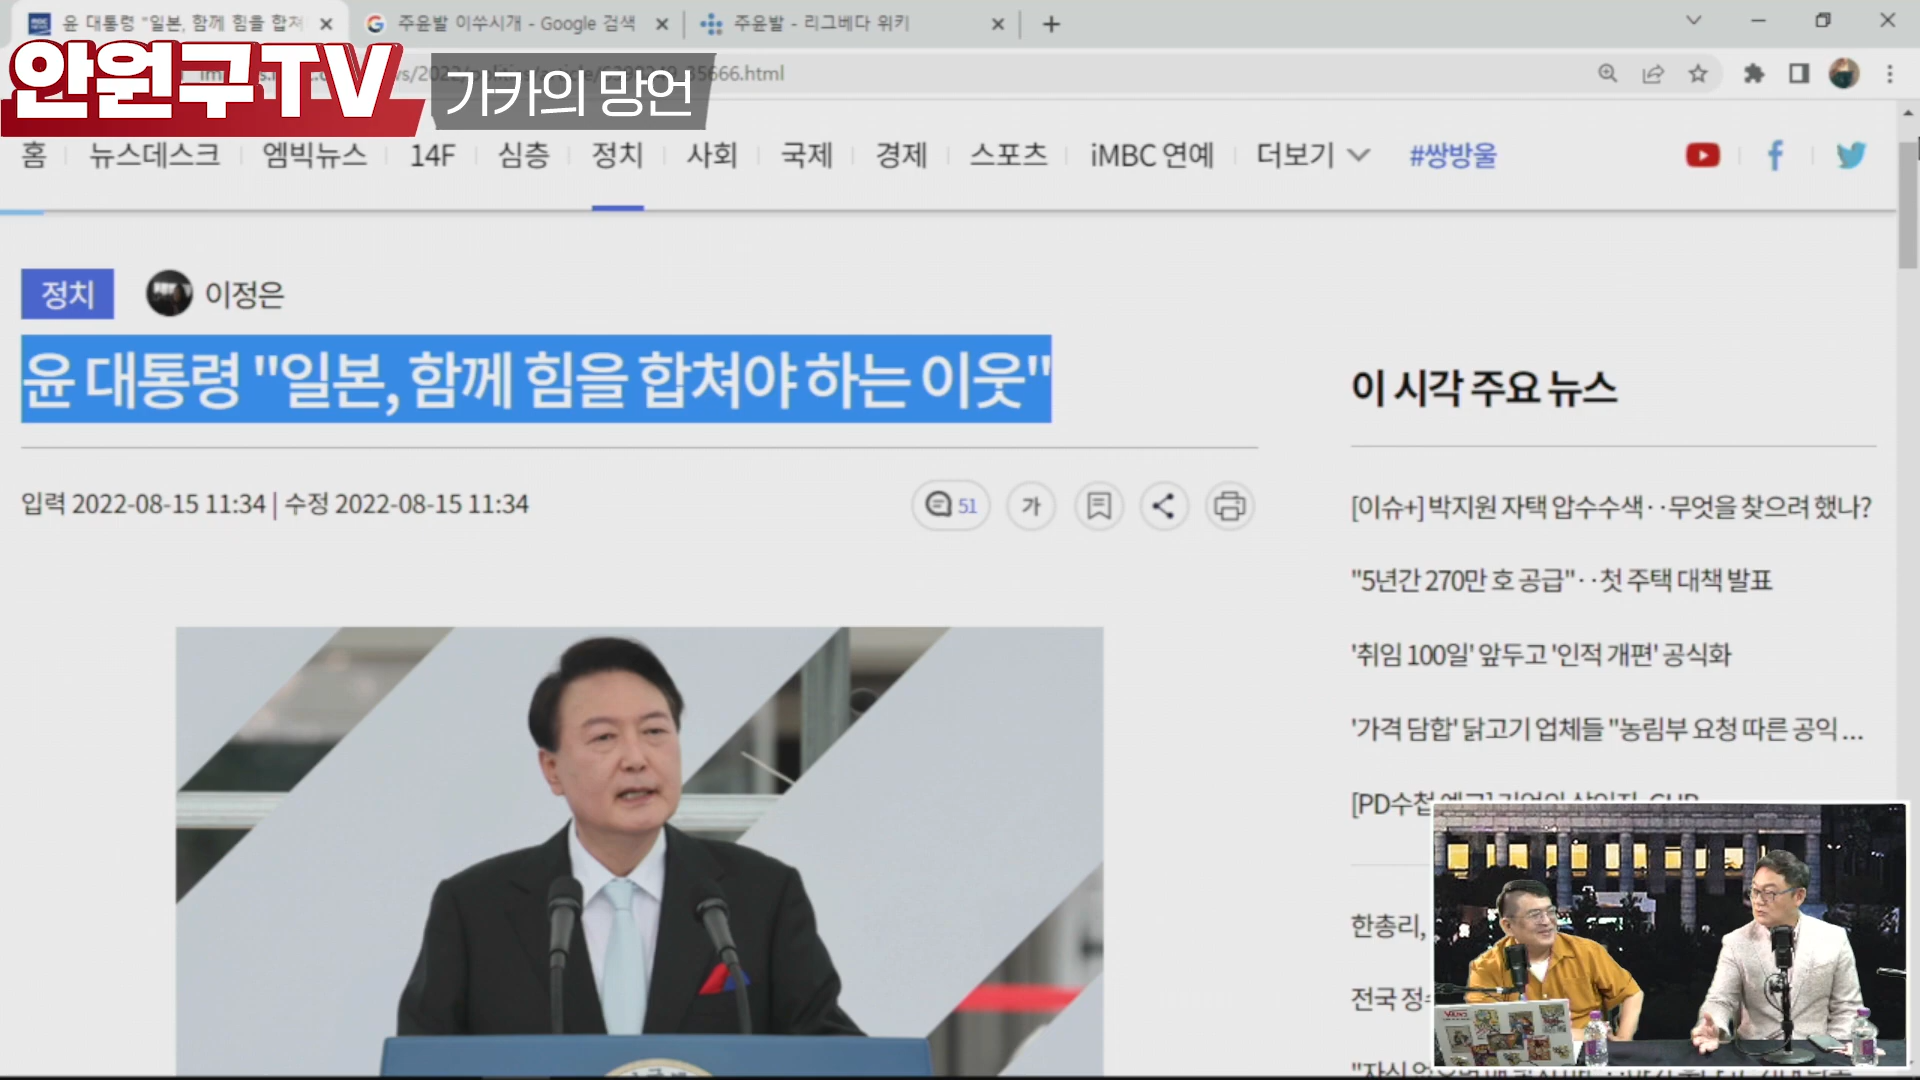 윤 대통령 "일본, 함께 힘을 합쳐
주윤발 이쑤시개 - Google 검색
주윤발 - 리그베다 위키
안원구TV
가카의 망언
35666.html
홈
뉴스데스크
엠빅뉴스
14F
심층
정치
사회
국제
경제
스포츠
iMBC 연예
더보기
#쌍방울
정치
이정은
윤 대통령 "일본, 함께 힘을 합쳐야 하는 이웃"
입력 2022-08-15 11:34 | 수정 2022-08-15 11:34
51
가
이 시각 주요 뉴스
[이슈+] 박지원 자택 압수수색‥무엇을 찾으려 했나?
"5년간 270만 호 공급"‥첫 주택 대책 발표
'취임 100일' 앞두고 '인적 개편' 공식화
'가격 담합' 닭고기 업체들 "농림부 요청 따른 공익 ...
[PD수첩
한총리,
전국